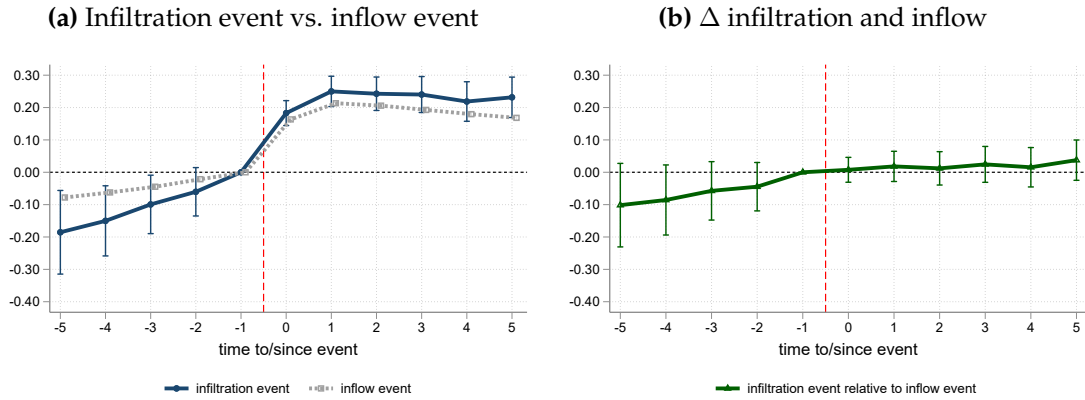 (a) Infiltration event vs. inflow event
0.30
0.20
0.10
0.00
-0.10
-0.20
-0.30
-0.40
-5 -4 -3 -2 -1 0 1 2 3 4 5
time to/since event
infiltration event inflow event
(b) Δ infiltration and inflow
0.30
0.20
0.10
0.00
-0.10
-0.20
-0.30
-0.40
-5 -4 -3 -2 -1 0 1 2 3 4 5
time to/since event
infiltration event relative to inflow event